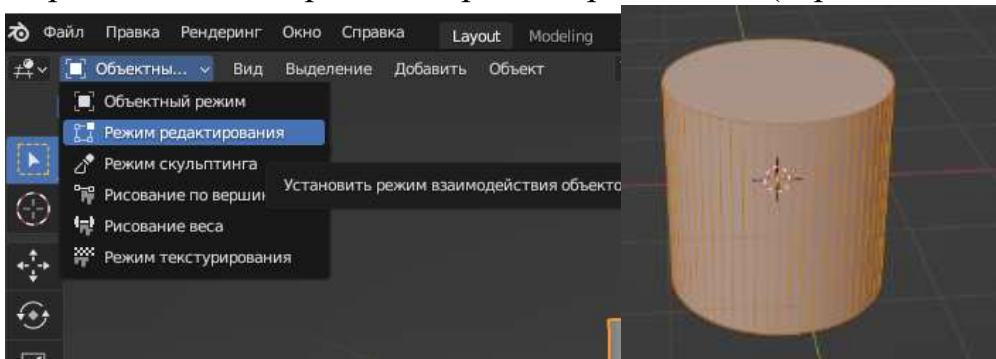 Файл Правка Рендеринг Окно Справка Layout Modeling
Объектны... Вид Выделение Добавить Объект
Объектный режим
Режим редактирования
Режим скульптинга
Рисование по вершин
Установить режим взаимодействия объекто
Рисование веса
Режим текстурирования